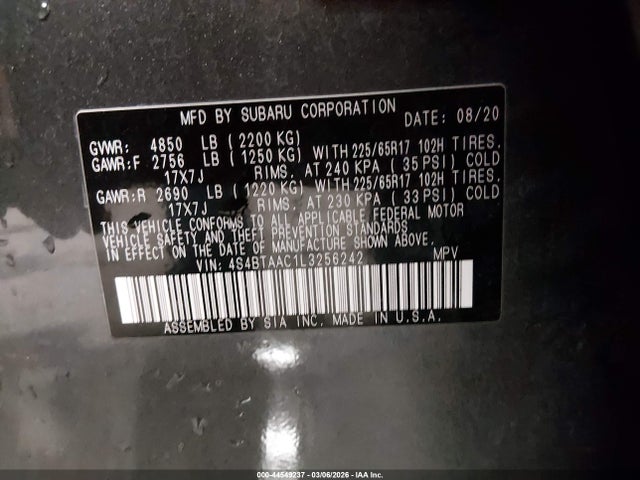 MFD BY SUBARU CORPORATION DATE: 08/20
GVWR: 4850 LB (2200 KG)
GAWR:F 2756 LB (1250 KG) WITH 225/65R17 102H TIRES.
17X7J RIMS. AT 240 KPA (35 PSI) COLD
GAWR:R 2690 LB (1220 KG) WITH 225/65R17 102H TIRES.
17X7J RIMS. AT 230 KPA (33 PSI) COLD
THIS VEHICLE CONFORMS TO ALL APPLICABLE FEDERAL MOTOR
VEHICLE SAFETY AND THEFT PREVENTION STANDARDS
IN EFFECT ON THE DATE OF MANUFACTURE SHOWN ABOVE.
VIN: 4S4BTAAC1L3256242 MPV
ASSEMBLED BY SIA INC. MADE IN U.S.A.
000-44549237 - 03/06/2026 - IAA Inc.